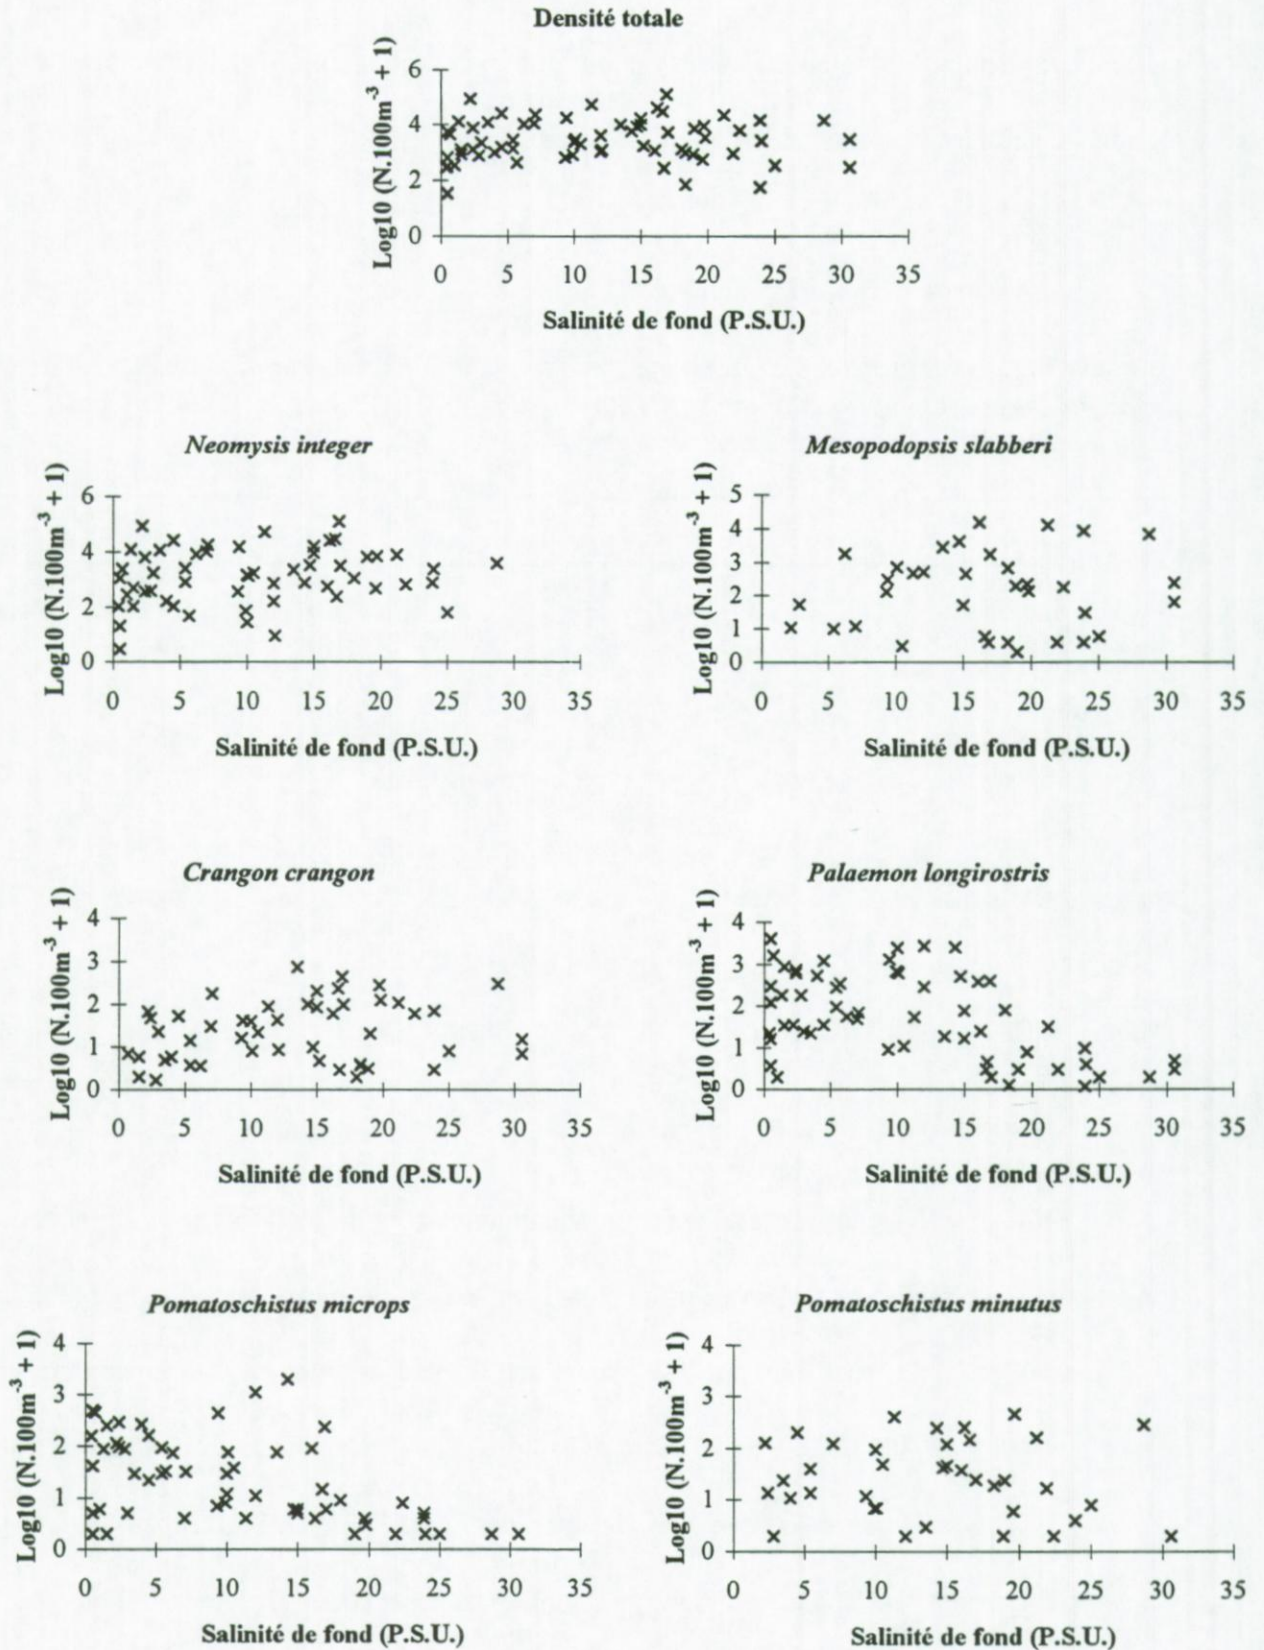 Densité totale
Log10 (N.100m⁻³ + 1)
6
4
2
0
0 5 10 15 20 25 30 35
Salinité de fond (P.S.U.)
Neomysis integer
Log10 (N.100m⁻³ + 1)
6
4
2
0
0 5 10 15 20 25 30 35
Salinité de fond (P.S.U.)
Mesopodopsis slabberi
Log10 (N.100m⁻³ + 1)
5
4
3
2
1
0
0 5 10 15 20 25 30 35
Salinité de fond (P.S.U.)
Crangon crangon
Log10 (N.100m⁻³ + 1)
4
3
2
1
0
0 5 10 15 20 25 30 35
Salinité de fond (P.S.U.)
Palaemon longirostris
Log10 (N.100m⁻³ + 1)
4
3
2
1
0
0 5 10 15 20 25 30 35
Salinité de fond (P.S.U.)
Pomatoschistus microps
Log10 (N.100m⁻³ + 1)
4
3
2
1
0
0 5 10 15 20 25 30 35
Salinité de fond (P.S.U.)
Pomatoschistus minutus
Log10 (N.100m⁻³ + 1)
4
3
2
1
0
0 5 10 15 20 25 30 35
Salinité de fond (P.S.U.)